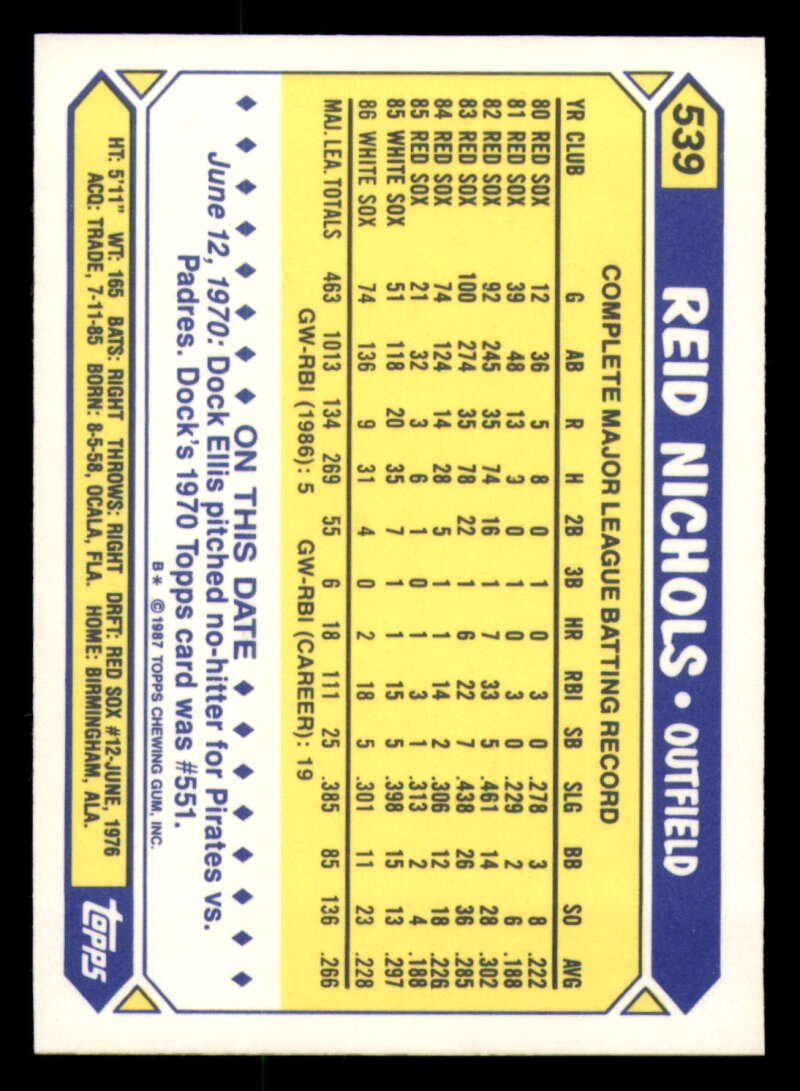 539 REID NICHOLS • OUTFIELD
COMPLETE MAJOR LEAGUE BATTING RECORD
YR CLUB G AB R H 2B 3B HR RBI SB SLG BB SO AVG
80 RED SOX 12 36 5 8 0 1 0 3 0 .278 3 8 .222
81 RED SOX 39 48 13 3 0 1 0 3 0 .229 2 6 .188
82 RED SOX 92 245 35 74 16 1 7 33 5 .461 14 28 .302
83 RED SOX 100 274 35 78 22 1 6 22 7 .438 26 36 .285
84 RED SOX 74 124 14 28 5 1 1 14 2 .306 12 18 .226
85 RED SOX 21 32 3 6 1 0 1 3 1 .313 2 4 .188
85 WHITE SOX 51 118 20 35 7 1 1 15 5 .398 15 13 .297
86 WHITE SOX 74 136 9 31 4 0 2 18 5 .301 11 23 .228
MAJ. LEA. TOTALS 463 1013 134 269 55 6 18 111 25 .385 85 136 .266
GW-RBI (1986): 5 GW-RBI (CAREER): 19
ON THIS DATE
June 12, 1970: Dock Ellis pitched no-hitter for Pirates vs.
Padres. Dock's 1970 Topps card was #551.
B* ©1987 TOPPS CHEWING GUM, INC.
HT: 5'11" WT: 165 BATS: RIGHT THROWS: RIGHT DRFT: RED SOX #12-JUNE, 1976
ACQ: TRADE, 7-11-85 BORN: 8-5-58, OCALA, FLA. HOME: BIRMINGHAM, ALA.
topps